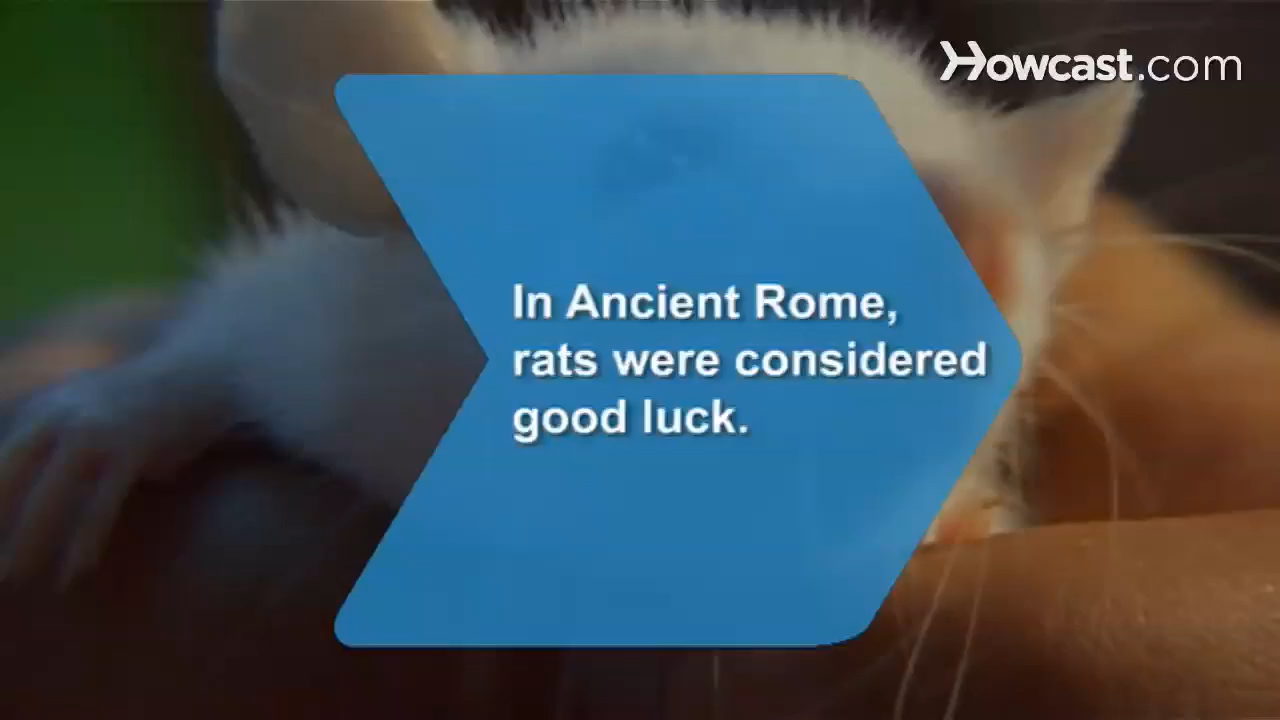 Howcast.com
In Ancient Rome,
rats were considered
good luck.